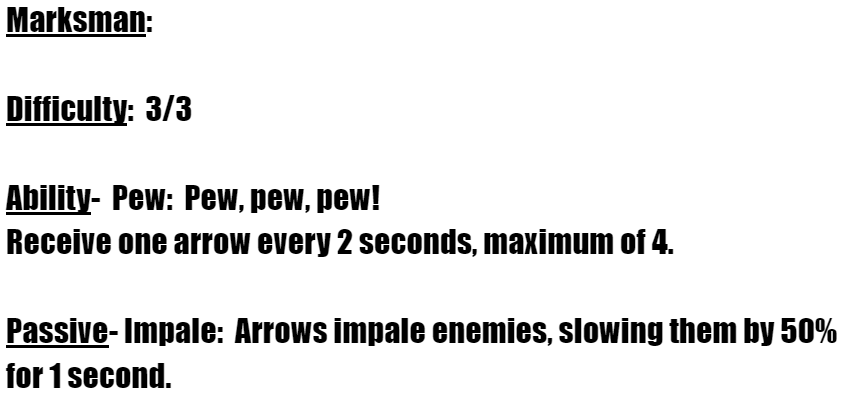 Marksman:
Difficulty:  3/3
Ability-  Pew:  Pew, pew, pew!
Receive one arrow every 2 seconds, maximum of 4.
Passive- Impale:  Arrows impale enemies, slowing them by 50%
for 1 second.